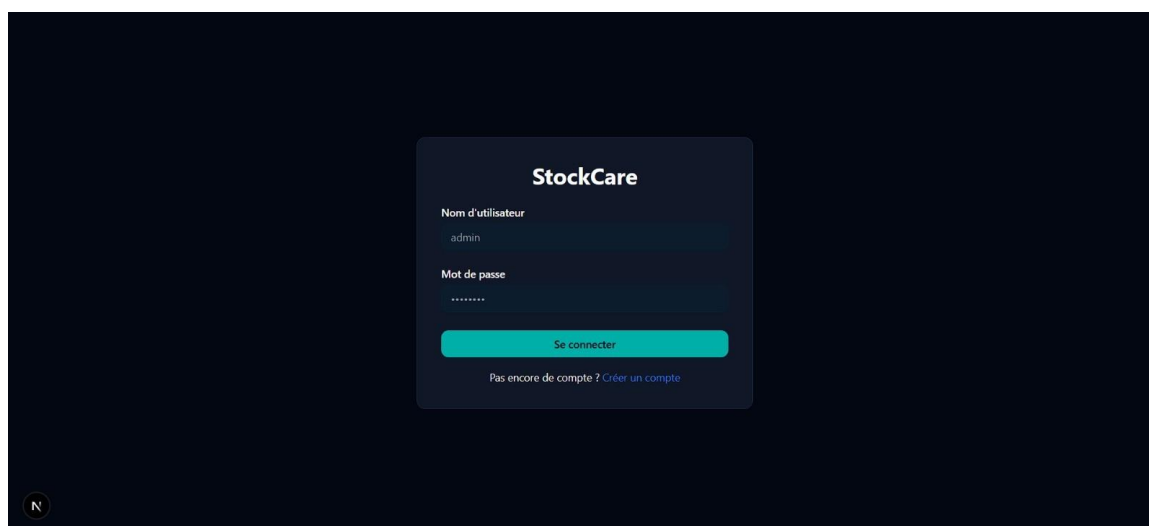 StockCare
Nom d'utilisateur
admin
Mot de passe
••••••••
Se connecter
Pas encore de compte ? Créer un compte
N